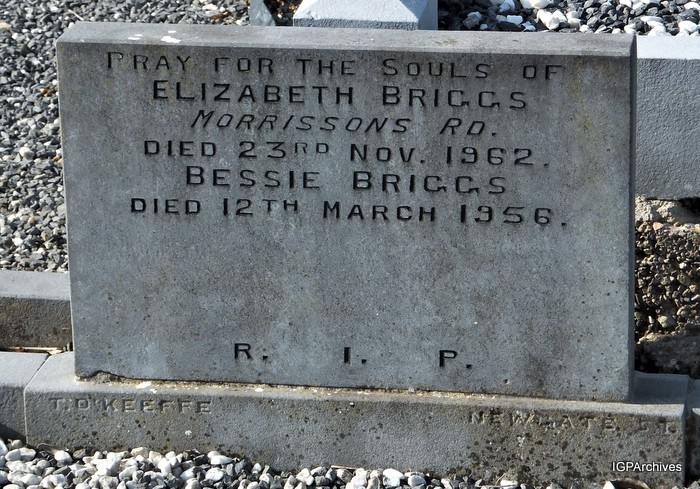 Pray for the Souls of
Elizabeth Briggs
Morrissons Rd.
Died 23rd Nov. 1962.
Bessie Briggs
Died 12th March 1956.
R. I. P.
T. O'KEEFFE
NEWGATE
IGPArchives